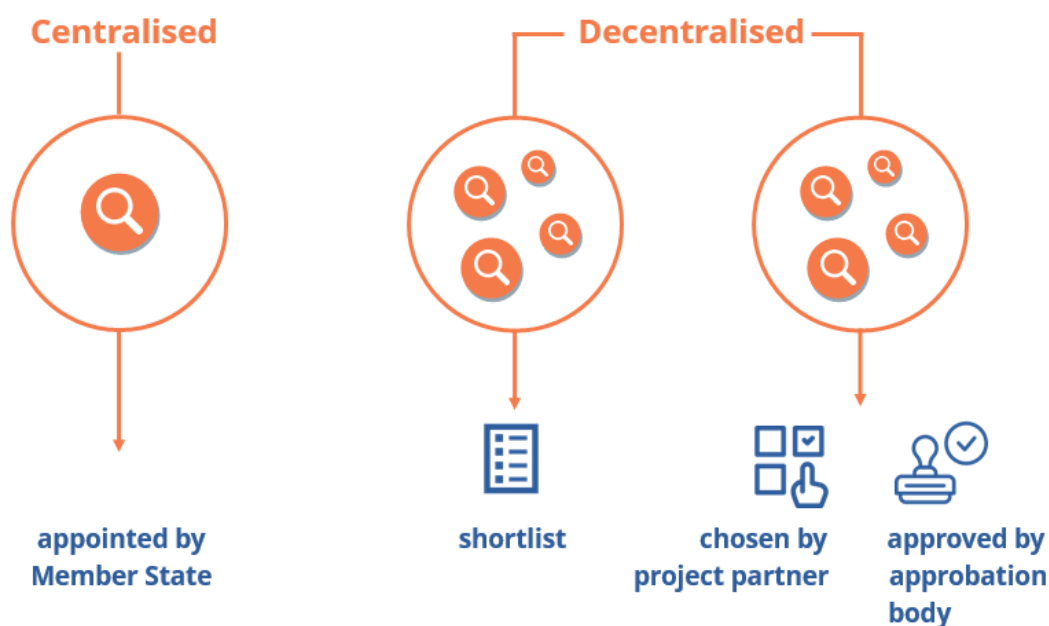 Centralised
Decentralised
appointed by
Member State
shortlist
chosen by
project partner
approved by
approbation
body